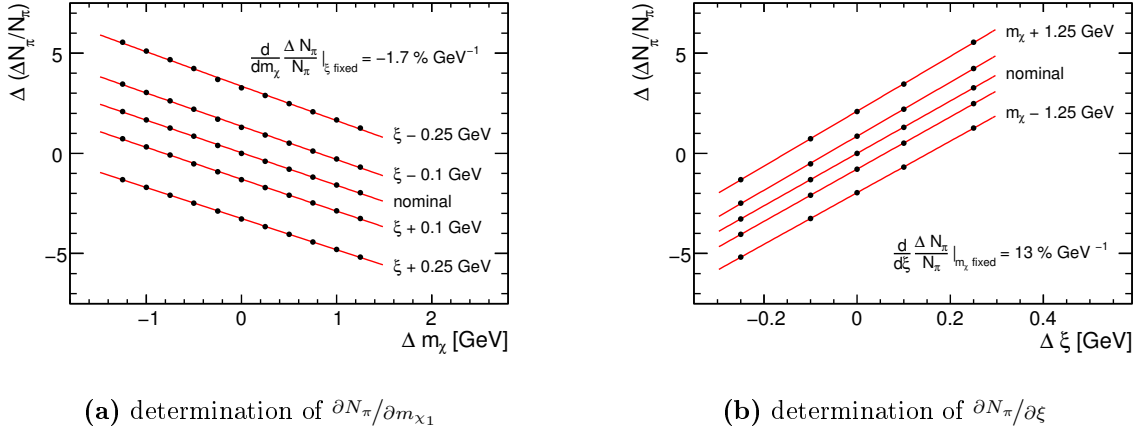 Δ (ΔN_π/N_π)
5
0
−5
d/dm_χ ΔN_π/N_π |_ξ fixed = −1.7 % GeV⁻¹
ξ − 0.25 GeV
ξ − 0.1 GeV
nominal
ξ + 0.1 GeV
ξ + 0.25 GeV
−1 0 1 2
Δ m_χ [GeV]
(a) determination of ∂N_π/∂m_χ₁
Δ (ΔN_π/N_π)
5
0
−5
m_χ + 1.25 GeV
nominal
m_χ − 1.25 GeV
d/dξ ΔN_π/N_π |_m_χ fixed = 13 % GeV⁻¹
−0.2 0 0.2 0.4
Δ ξ [GeV]
(b) determination of ∂N_π/∂ξ